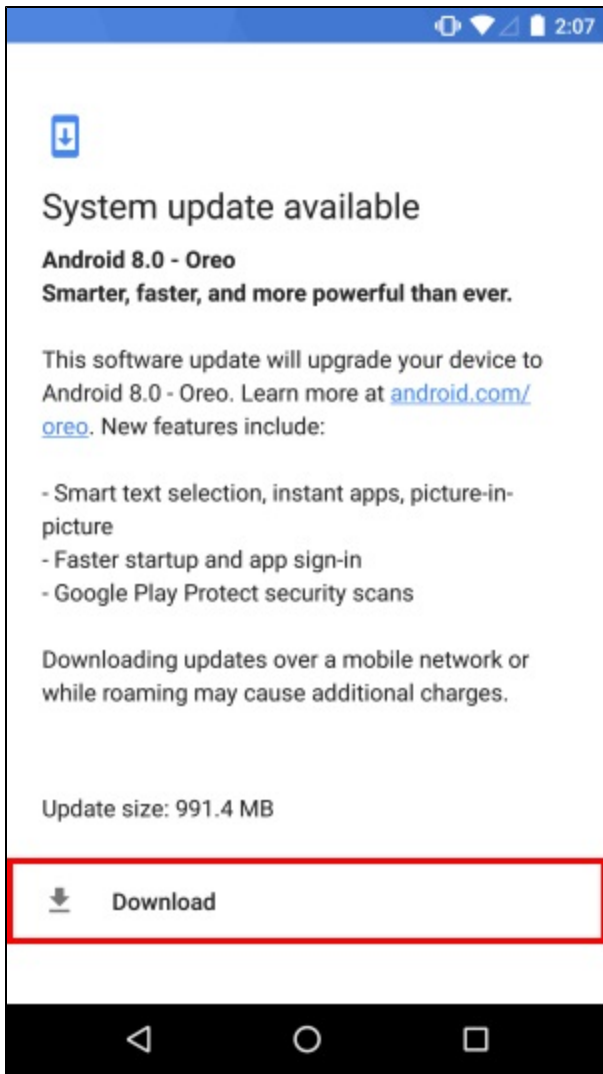 2:07
System update available
Android 8.0 - Oreo
Smarter, faster, and more powerful than ever.
This software update will upgrade your device to
Android 8.0 - Oreo. Learn more at android.com/
oreo. New features include:
- Smart text selection, instant apps, picture-in-
picture
- Faster startup and app sign-in
- Google Play Protect security scans
Downloading updates over a mobile network or
while roaming may cause additional charges.
Update size: 991.4 MB
Download